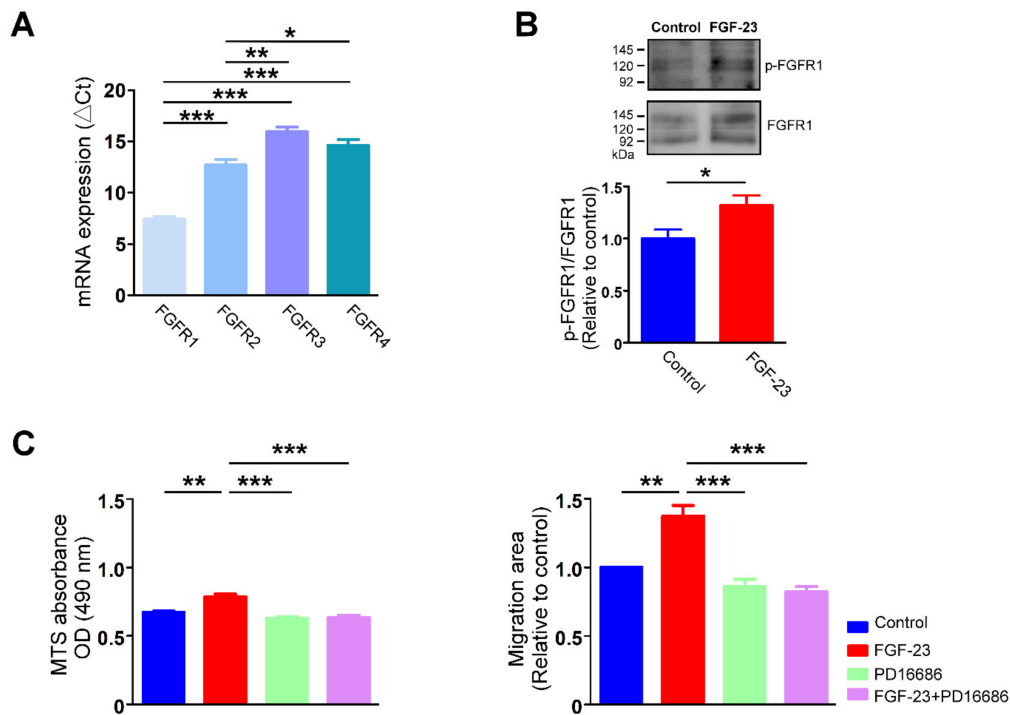 A
*
**
***
***
***
mRNA expression (△Ct)
20
15
10
5
0
FGFR1
FGFR2
FGFR3
FGFR4
B
Control FGF-23
145
120
92
p-FGFR1
145
120
92
kDa
FGFR1
*
p-FGFR1/FGFR1
(Relative to control)
1.5
1.0
0.5
0
Control
FGF-23
C
***
** ***
MTS absorbance
OD (490 nm)
1.5
1.0
0.5
0
***
** ***
Migration area
(Relative to control)
1.5
1.0
0.5
0
Control
FGF-23
PD16686
FGF-23+PD16686